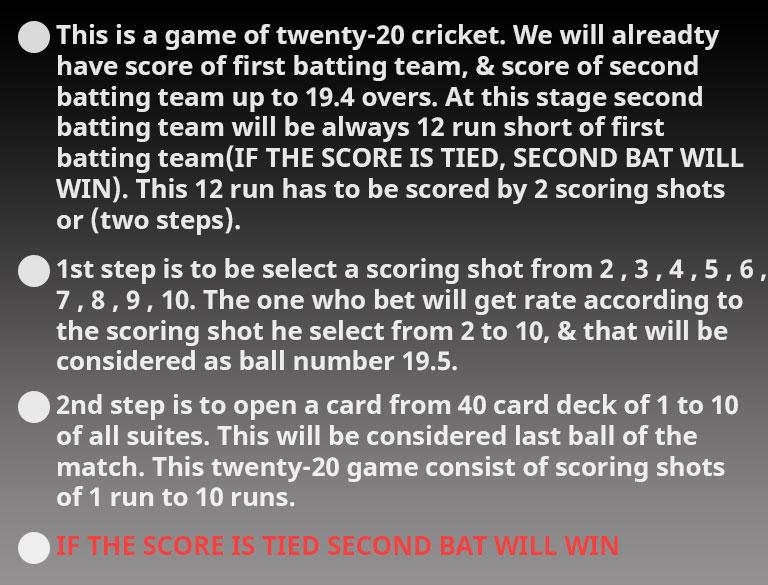 This is a game of twenty-20 cricket. We will alreadty
have score of first batting team, & score of second
batting team up to 19.4 overs. At this stage second
batting team will be always 12 run short of first
batting team(IF THE SCORE IS TIED, SECOND BAT WILL
WIN). This 12 run has to be scored by 2 scoring shots
or (two steps).
1st step is to be select a scoring shot from 2 , 3 , 4 , 5 , 6 ,
7 , 8 , 9 , 10. The one who bet will get rate according to
the scoring shot he select from 2 to 10, & that will be
considered as ball number 19.5.
2nd step is to open a card from 40 card deck of 1 to 10
of all suites. This will be considered last ball of the
match. This twenty-20 game consist of scoring shots
of 1 run to 10 runs.
IF THE SCORE IS TIED SECOND BAT WILL WIN